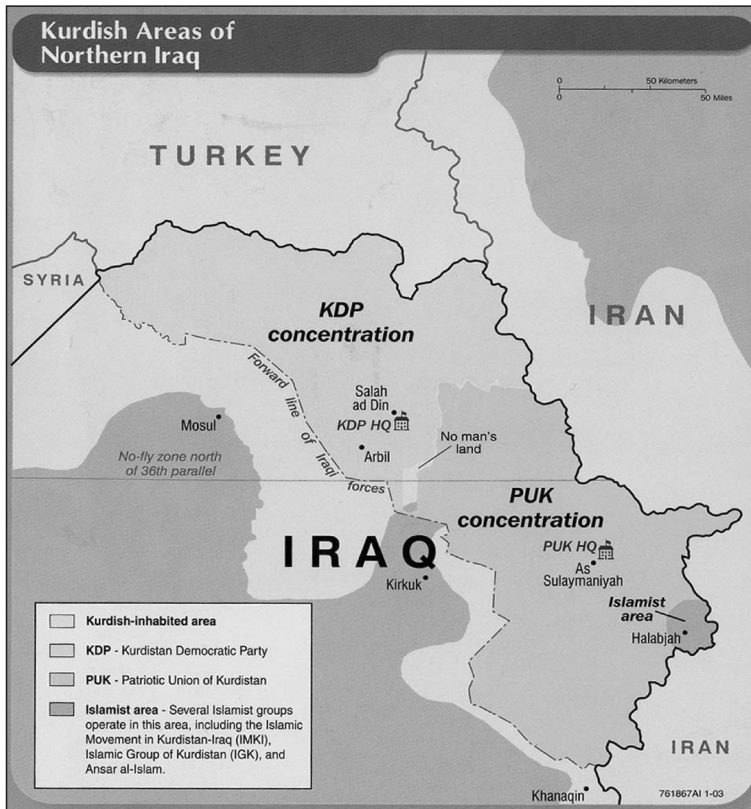 Kurdish Areas of
Northern Iraq
0 50 Kilometers
0 50 Miles
TURKEY
SYRIA
IRAN
KDP
concentration
Forward line of Iraqi forces
Salah
ad Din
KDP HQ
Mosul
Arbil
No man's
land
No-fly zone north
of 36th parallel
PUK
concentration
IRAQ
PUK HQ
As
Sulaymaniyah
Kirkuk
Islamist
area
Halabjah
Kurdish-inhabited area
KDP - Kurdistan Democratic Party
PUK - Patriotic Union of Kurdistan
Islamist area - Several Islamist groups
operate in this area, including the Islamic
Movement in Kurdistan-Iraq (IMKI),
Islamic Group of Kurdistan (IGK), and
Ansar al-Islam.
IRAN
Khanaqin
761867AI 1-03